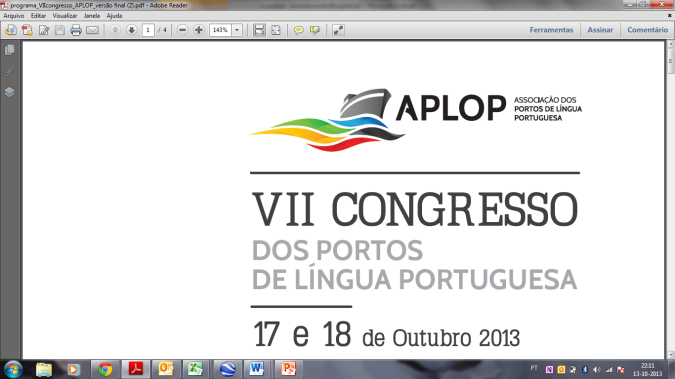 programa_VIIcongresso_APLOP_versão final (2).pdf - Adobe Reader
Arquivo Editar Visualizar Janela Ajuda
1 / 4 143% Ferramentas Assinar Comentário
APLOP
ASSOCIAÇÃO DOS
PORTOS DE LÍNGUA
PORTUGUESA
VII CONGRESSO
DOS PORTOS
DE LÍNGUA PORTUGUESA
17 e 18 de Outubro 2013
PT 22:11
13-10-2013